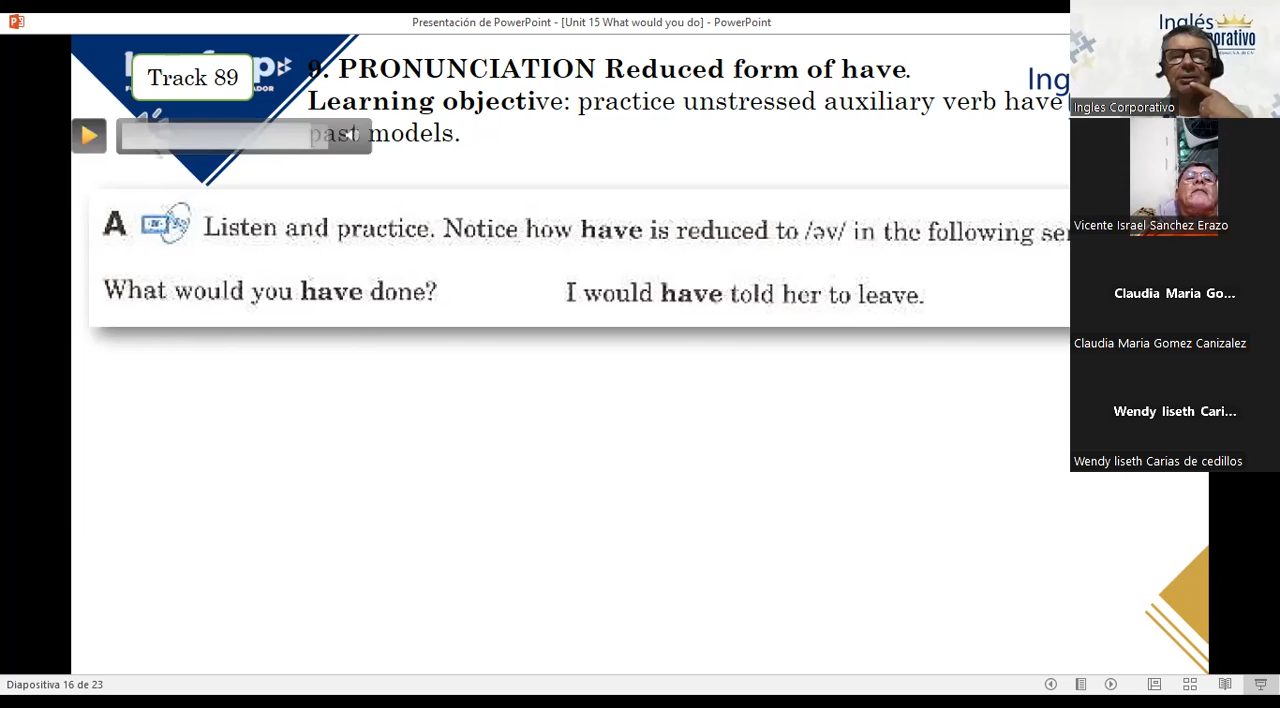 Presentación de PowerPoint - [Unit 15 What would you do] - PowerPoint
Inglés
Track 89
9. PRONUNCIATION Reduced form of have.
Learning objective: practice unstressed auxiliary verb have
past models.
Ing
A Listen and practice. Notice how have is reduced to /əv/ in the following
What would you have done? I would have told her to leave.
Ingles Corporativo
Vicente Israel Sanchez Erazo
Claudia Maria Go...
Claudia Maria Gomez Canizalez
Wendy liseth Cari...
Wendy liseth Carias de cedillos
Diapositiva 16 de 23